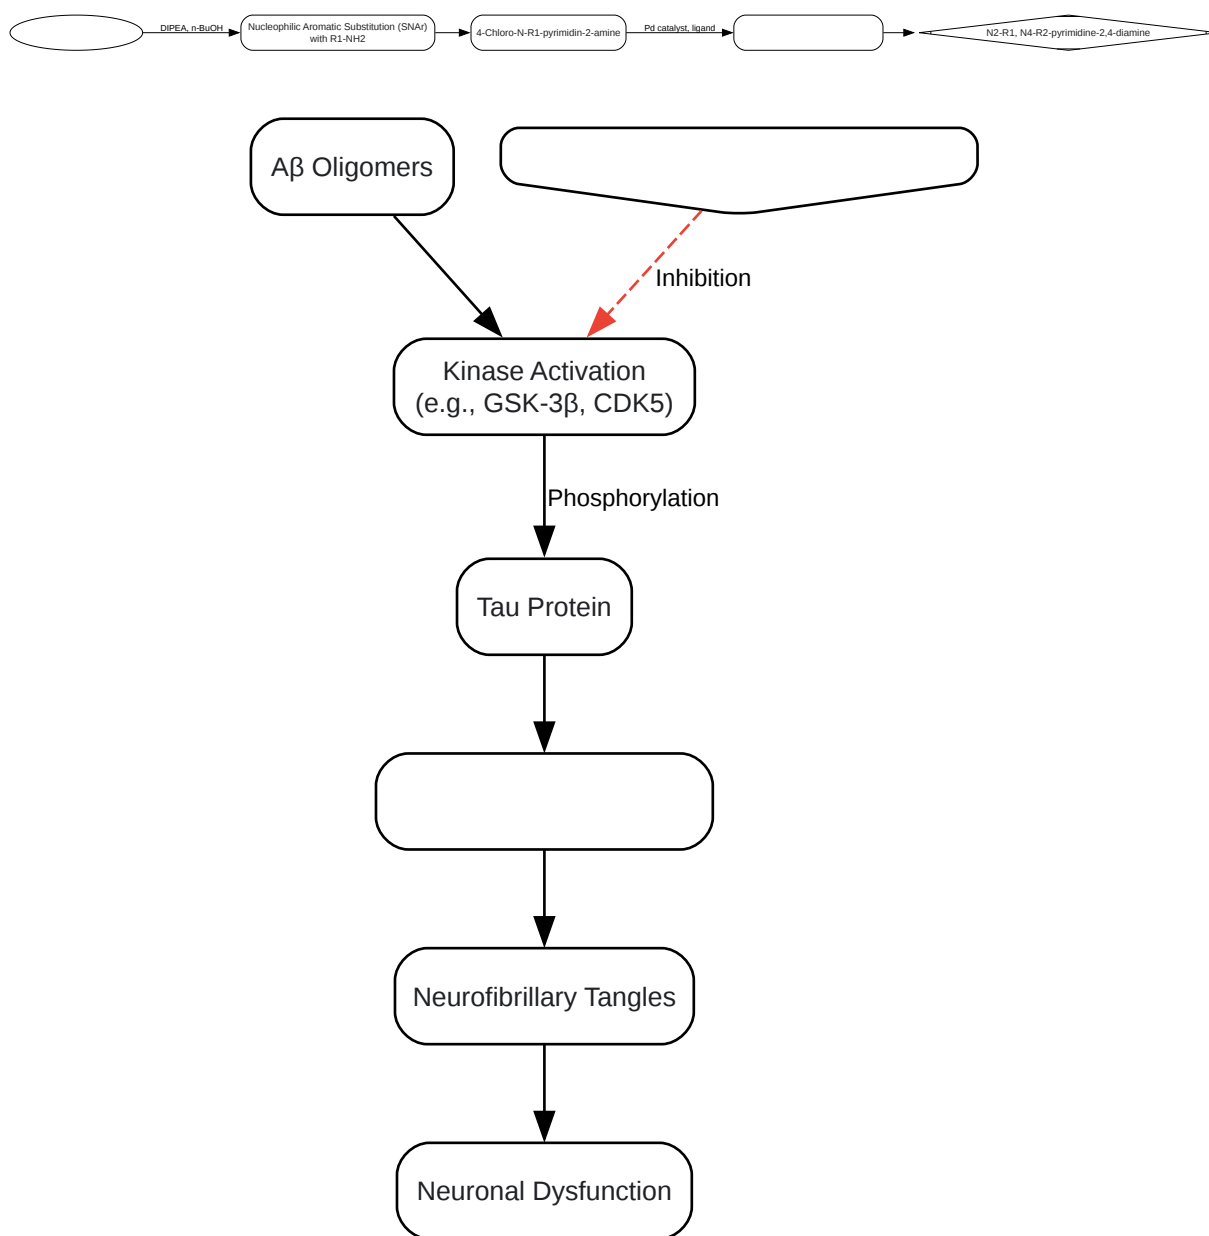 DIPEA, n-BuOH
Nucleophilic Aromatic Substitution (SNAr)
with R1-NH2
4-Chloro-N-R1-pyrimidin-2-amine
Pd catalyst, ligand
N2-R1, N4-R2-pyrimidine-2,4-diamine
Aβ Oligomers
Inhibition
Kinase Activation
(e.g., GSK-3β, CDK5)
Phosphorylation
Tau Protein
Neurofibrillary Tangles
Neuronal Dysfunction